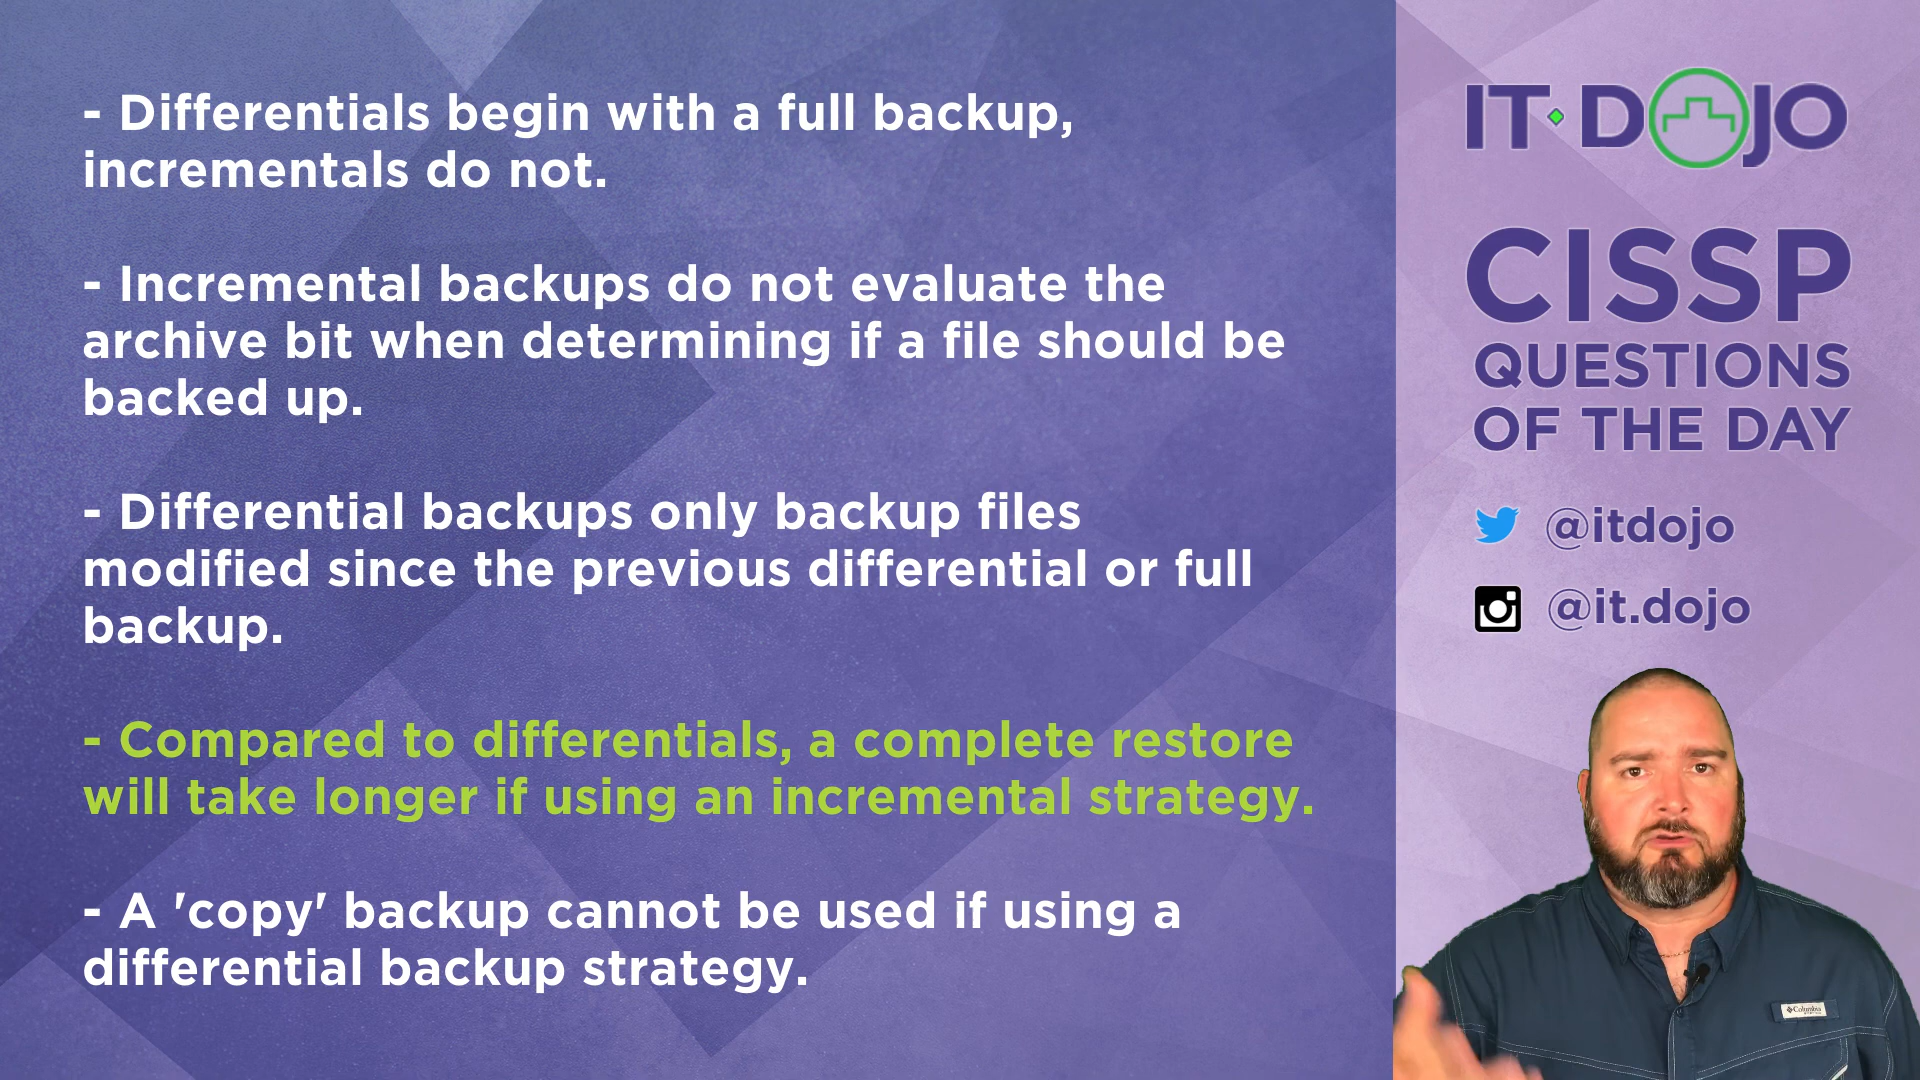 - Differentials begin with a full backup,
incrementals do not.
- Incremental backups do not evaluate the
archive bit when determining if a file should be
backed up.
- Differential backups only backup files
modified since the previous differential or full
backup.
- Compared to differentials, a complete restore
will take longer if using an incremental strategy.
- A 'copy' backup cannot be used if using a
differential backup strategy.
IT DOJO
CISSP
QUESTIONS
OF THE DAY
@itdojo
@it.dojo
Columbia